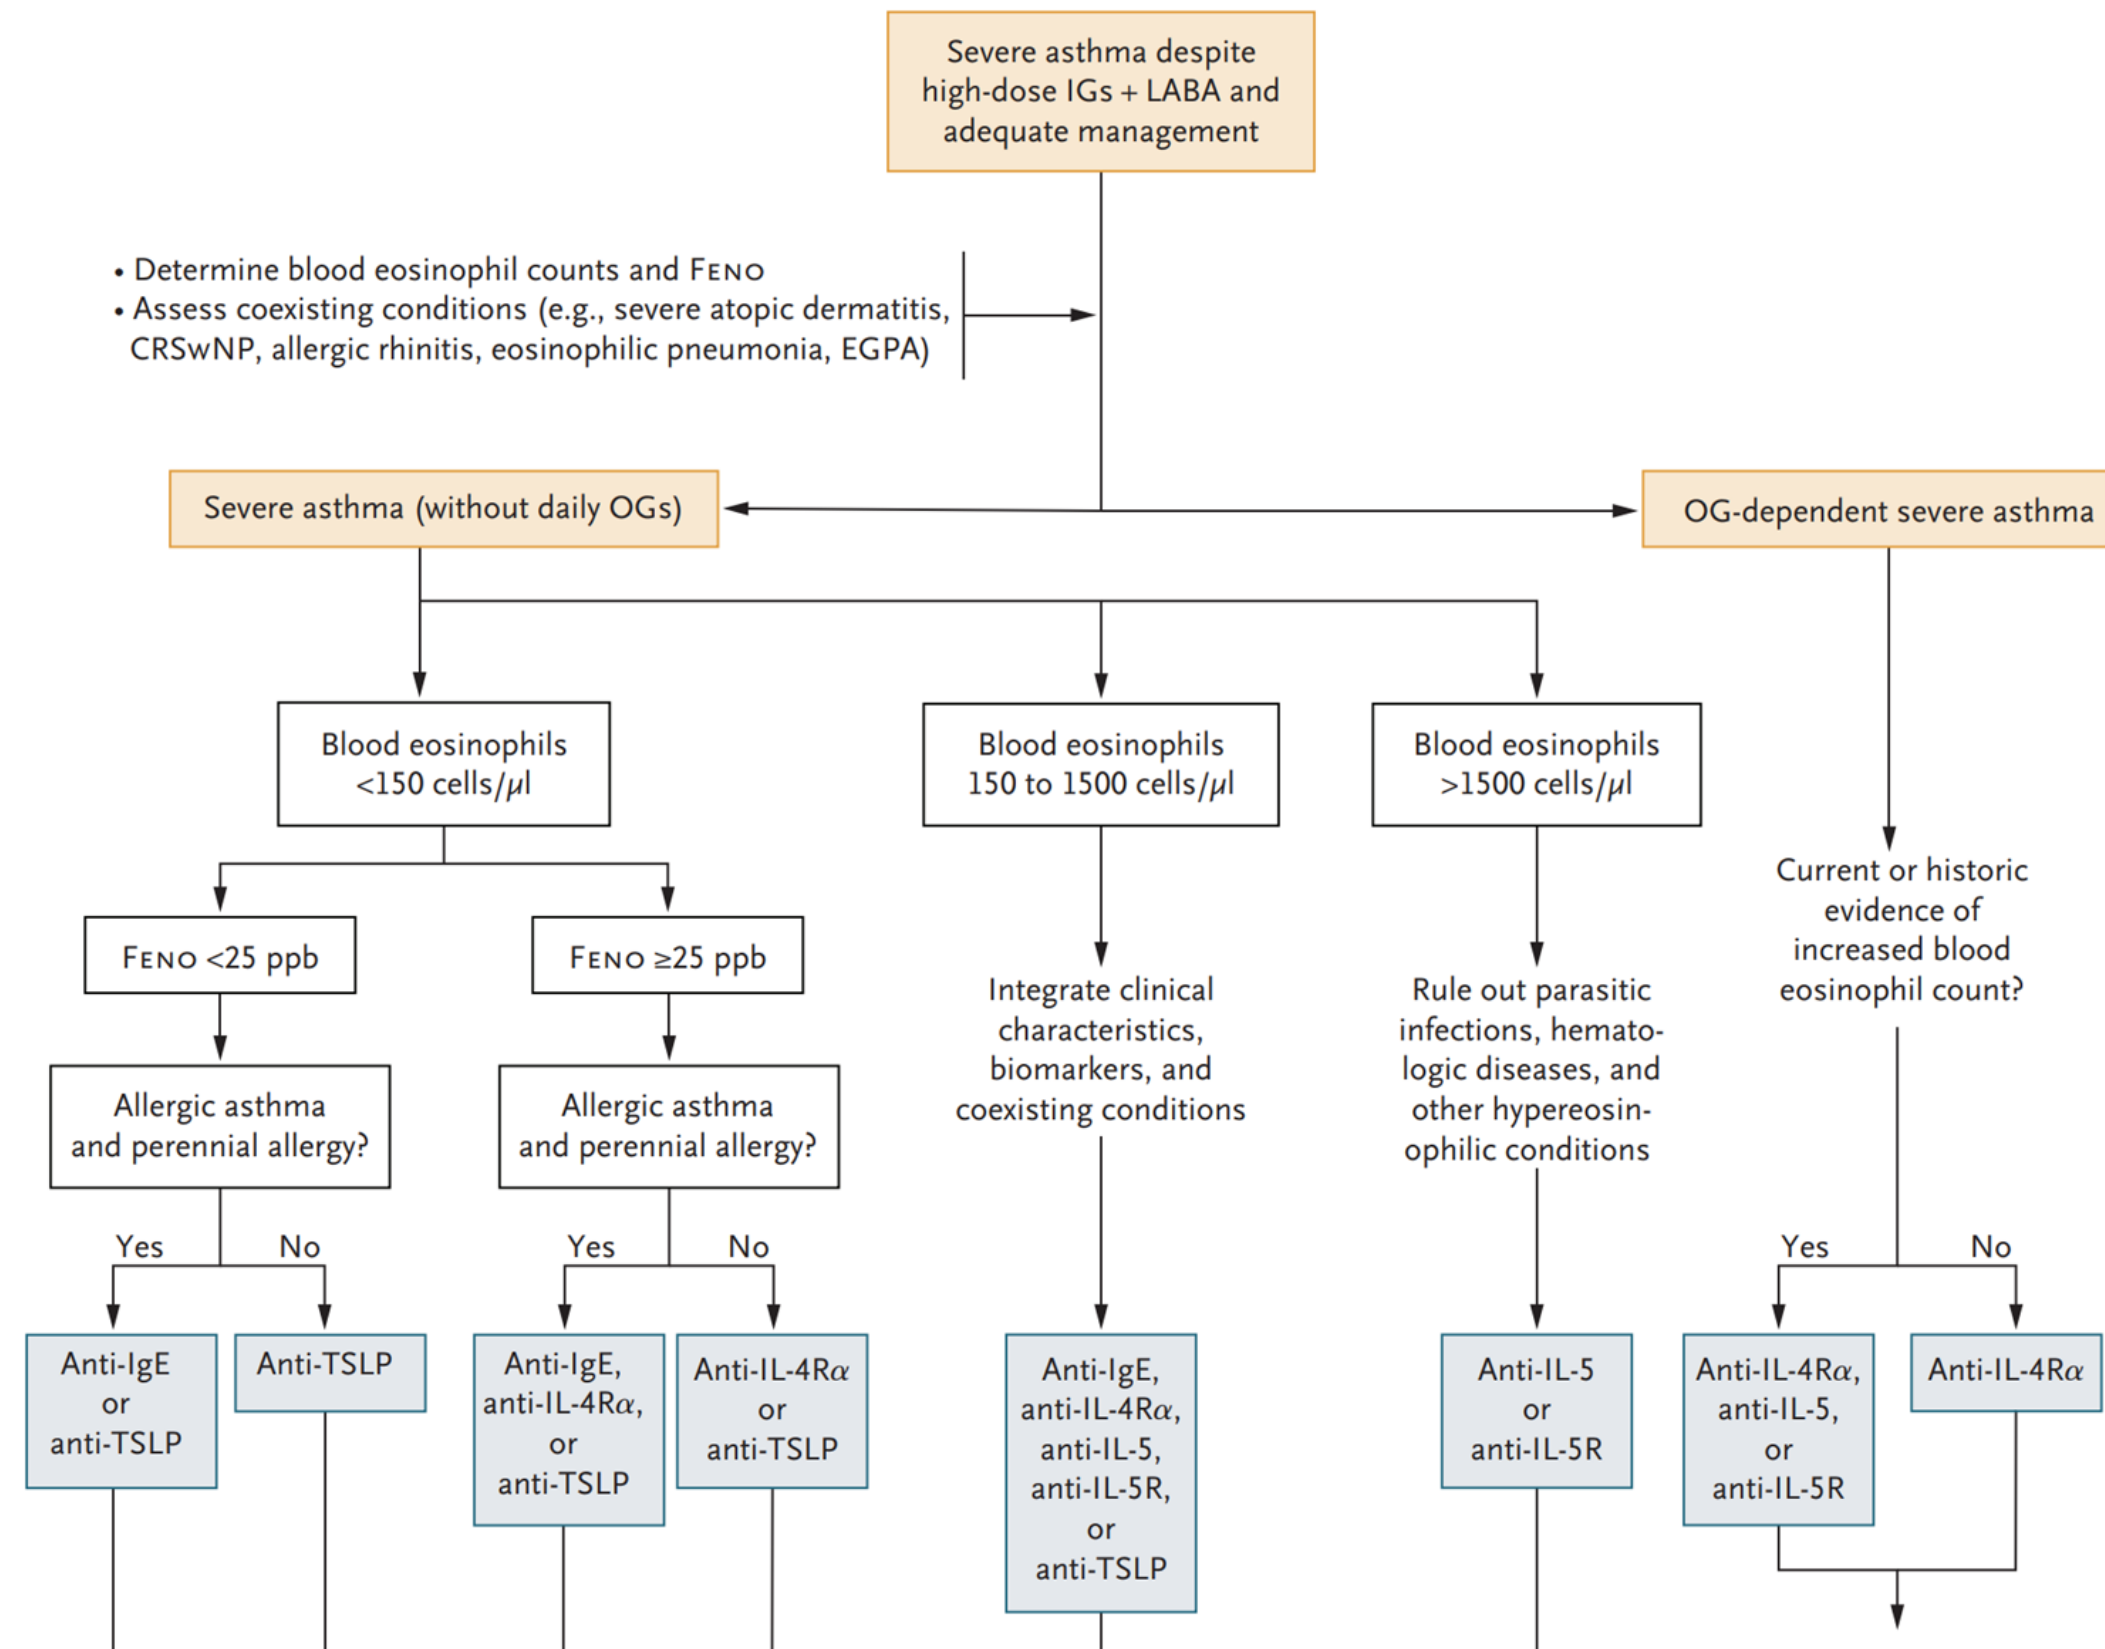 Severe asthma despite
high-dose IGs + LABA and
adequate management
• Determine blood eosinophil counts and FENO
• Assess coexisting conditions (e.g., severe atopic dermatitis,
CRSwNP, allergic rhinitis, eosinophilic pneumonia, EGPA)
Severe asthma (without daily OGs)
OG-dependent severe asthma
Blood eosinophils
<150 cells/μl
Blood eosinophils
150 to 1500 cells/μl
Blood eosinophils
>1500 cells/μl
Current or historic
evidence of
increased blood
eosinophil count?
FENO <25 ppb
FENO ≥25 ppb
Integrate clinical
characteristics,
biomarkers, and
coexisting conditions
Rule out parasitic
infections, hemato-
logic diseases, and
other hypereosin-
ophilic conditions
Allergic asthma
and perennial allergy?
Allergic asthma
and perennial allergy?
Yes
No
Yes
No
Yes
No
Anti-IgE
or
anti-TSLP
Anti-TSLP
Anti-IgE,
anti-IL-4Rα,
or
anti-TSLP
Anti-IL-4Rα
or
anti-TSLP
Anti-IgE,
anti-IL-4Rα,
anti-IL-5,
anti-IL-5R,
or
anti-TSLP
Anti-IL-5
or
anti-IL-5R
Anti-IL-4Rα,
anti-IL-5,
or
anti-IL-5R
Anti-IL-4Rα